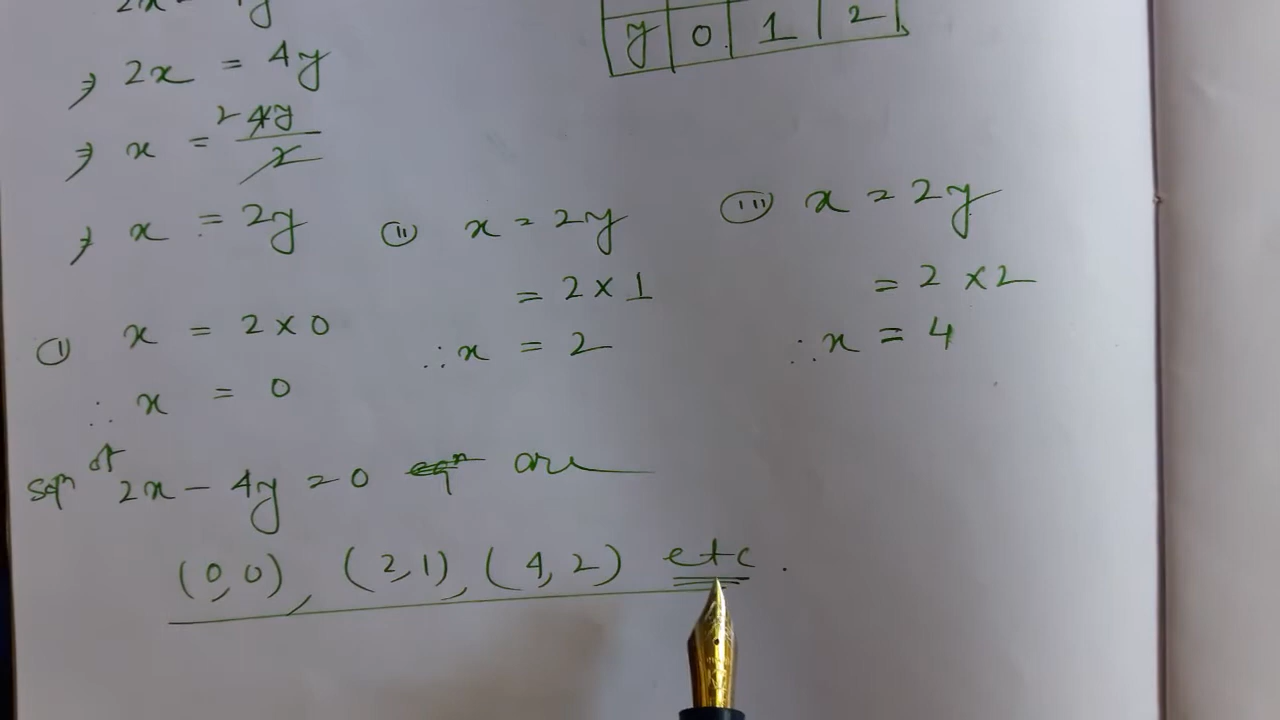 ⇒ 2x = 4y
⇒ x = 2 4y/2
⇒ x = 2y
y 0 1 2
(i) x = 2 × 0
∴ x = 0
(ii) x = 2y
= 2 × 1
∴ x = 2
(iii) x = 2y
= 2 × 2
∴ x = 4
Solⁿ of 2x - 4y = 0 are
(0,0), (2,1), (4,2) etc.